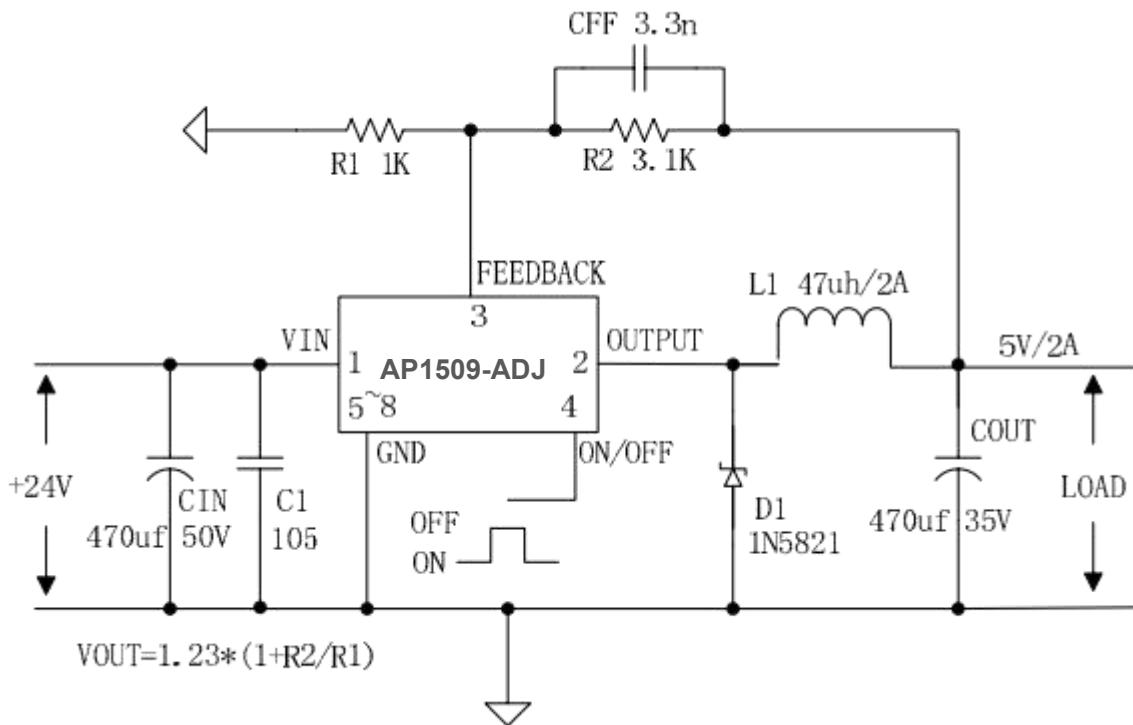 CFF 3.3n
R1 1K
R2 3.1K
FEEDBACK
L1 47uh/2A
3
VIN
OUTPUT
5V/2A
1
AP1509-ADJ
2
5~8
4
GND
ON/OFF
COUT
+24V
CIN
C1
LOAD
470uf 50V
105
OFF
D1
470uf 35V
ON
1N5821
VOUT=1.23*(1+R2/R1)